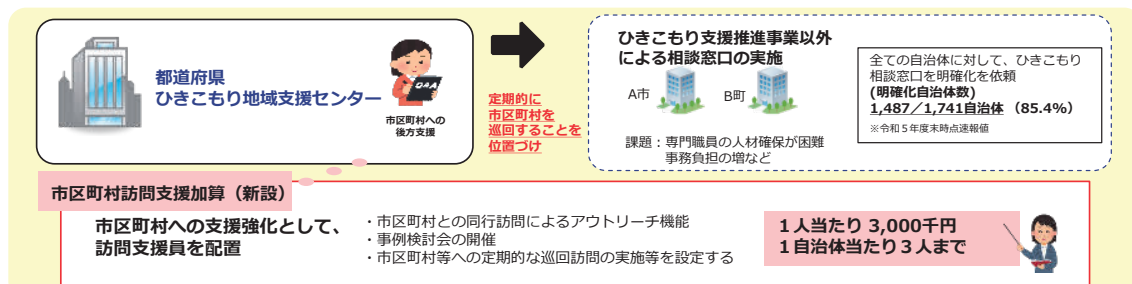 都道府県
ひきこもり地域支援センター
Q&A
市区町村への
後方支援
定期的に
市区町村を
巡回することを
位置づけ
ひきこもり支援推進事業以外
による相談窓口の実施
A市
B町
課題：専門職員の人材確保が困難
事務負担の増など
全ての自治体に対して、ひきこもり
相談窓口を明確化を依頼
(明確化自治体数)
1,487／1,741自治体 （85.4%）
※令和５年度末時点速報値
市区町村訪問支援加算（新設）
市区町村への支援強化として、
訪問支援員を配置
・市区町村との同行訪問によるアウトリーチ機能
・事例検討会の開催
・市区町村等への定期的な巡回訪問の実施等を設定する
１人当たり 3,000千円
１自治体当たり３人まで